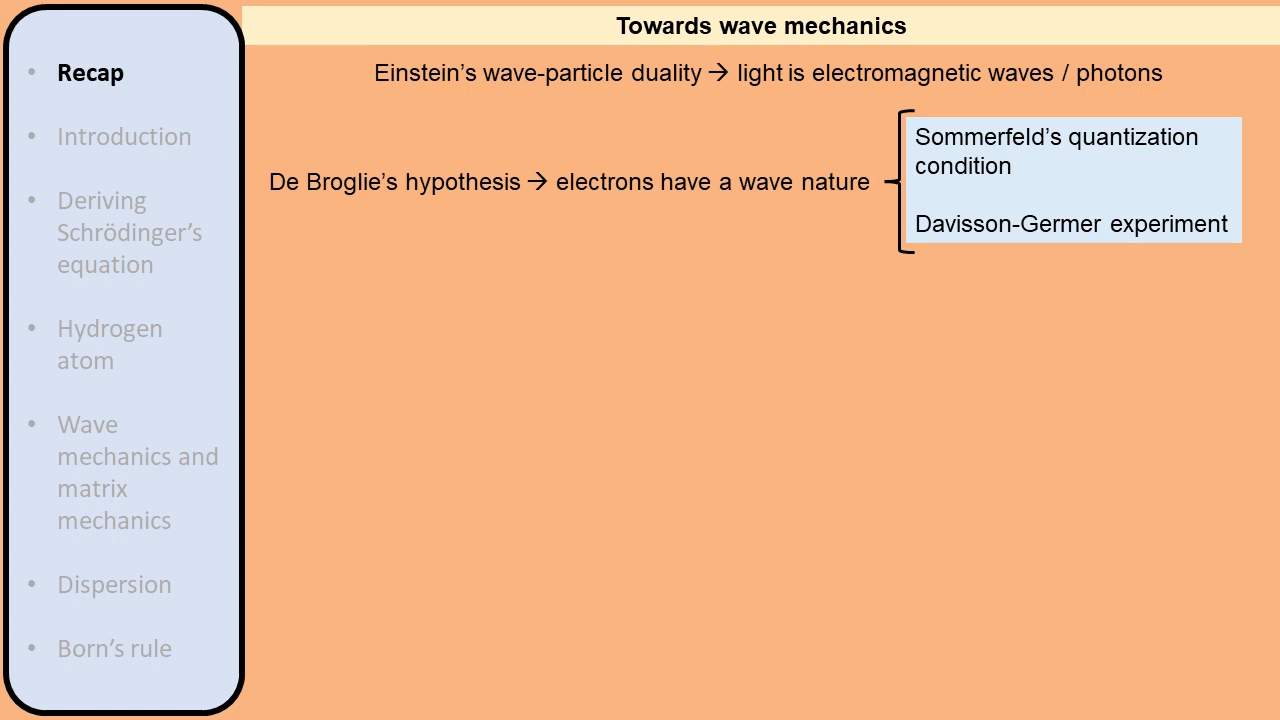 Towards wave mechanics
• Recap
• Introduction
• Deriving
Schrödinger’s
equation
• Hydrogen
atom
• Wave
mechanics and
matrix
mechanics
• Dispersion
• Born’s rule
Einstein’s wave-particle duality → light is electromagnetic waves / photons
De Broglie’s hypothesis → electrons have a wave nature
Sommerfeld’s quantization
condition
Davisson-Germer experiment